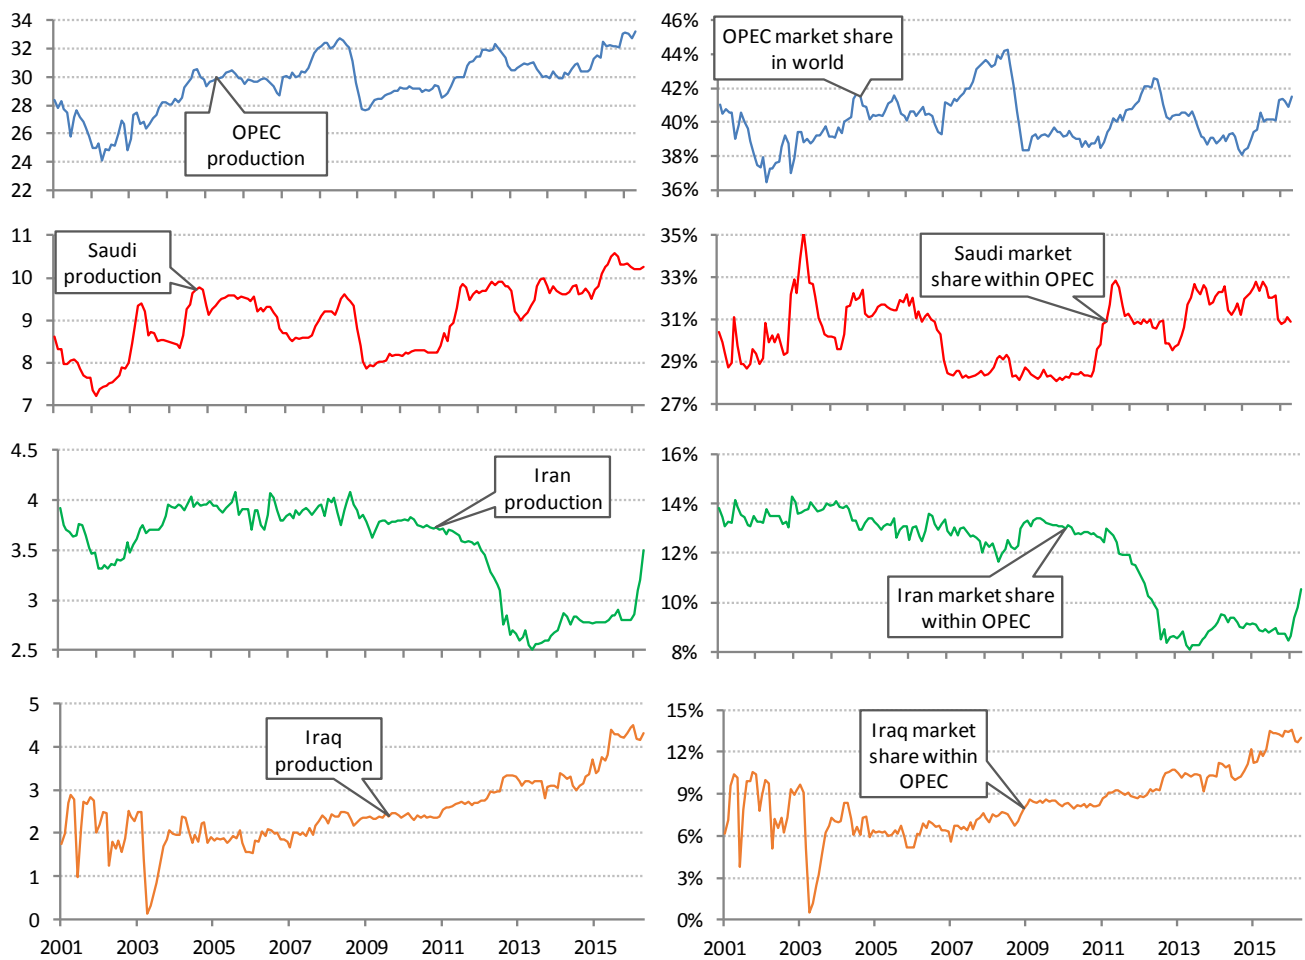 34
32
30
28
26
24
22
OPEC
production
46%
44%
42%
40%
38%
36%
OPEC market share
in world
11
10
9
8
7
Saudi
production
35%
33%
31%
29%
27%
Saudi market
share within OPEC
4.5
4
3.5
3
2.5
Iran
production
16%
14%
12%
10%
8%
Iran market share
within OPEC
5
4
3
2
1
0
Iraq
production
2001 2003 2005 2007 2009 2011 2013 2015
15%
12%
9%
6%
3%
0%
Iraq market
share within
OPEC
2001 2003 2005 2007 2009 2011 2013 2015